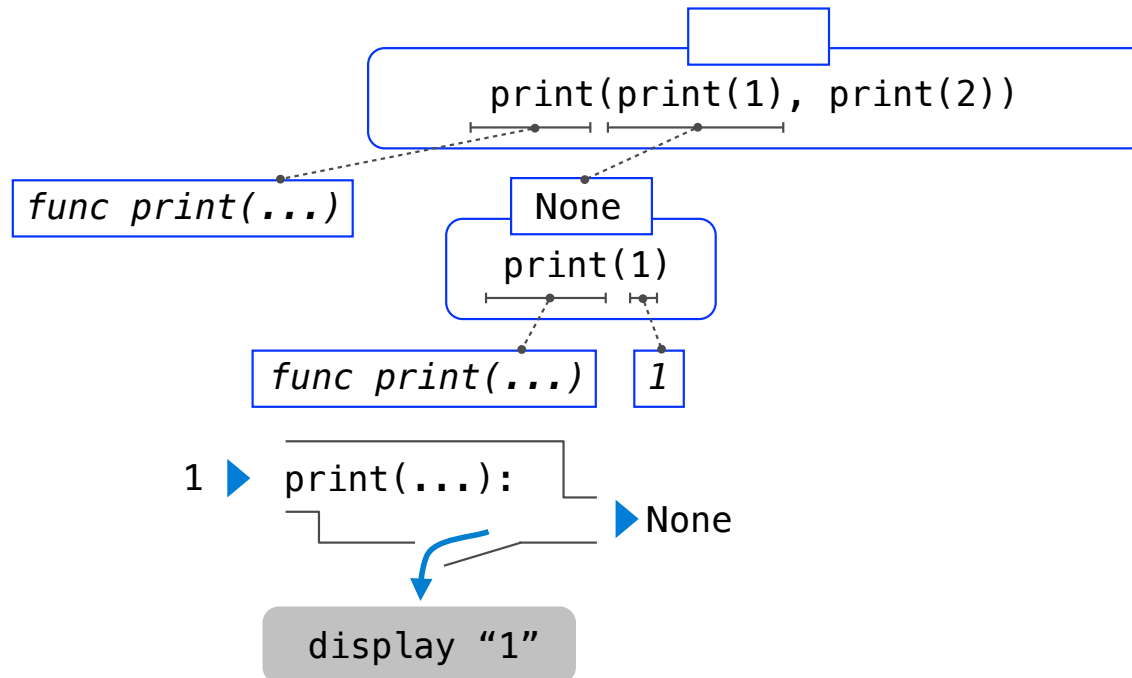 print(print(1), print(2))
func print(...)
None
print(1)
func print(...)
1
1
print(...):
None
display “1”